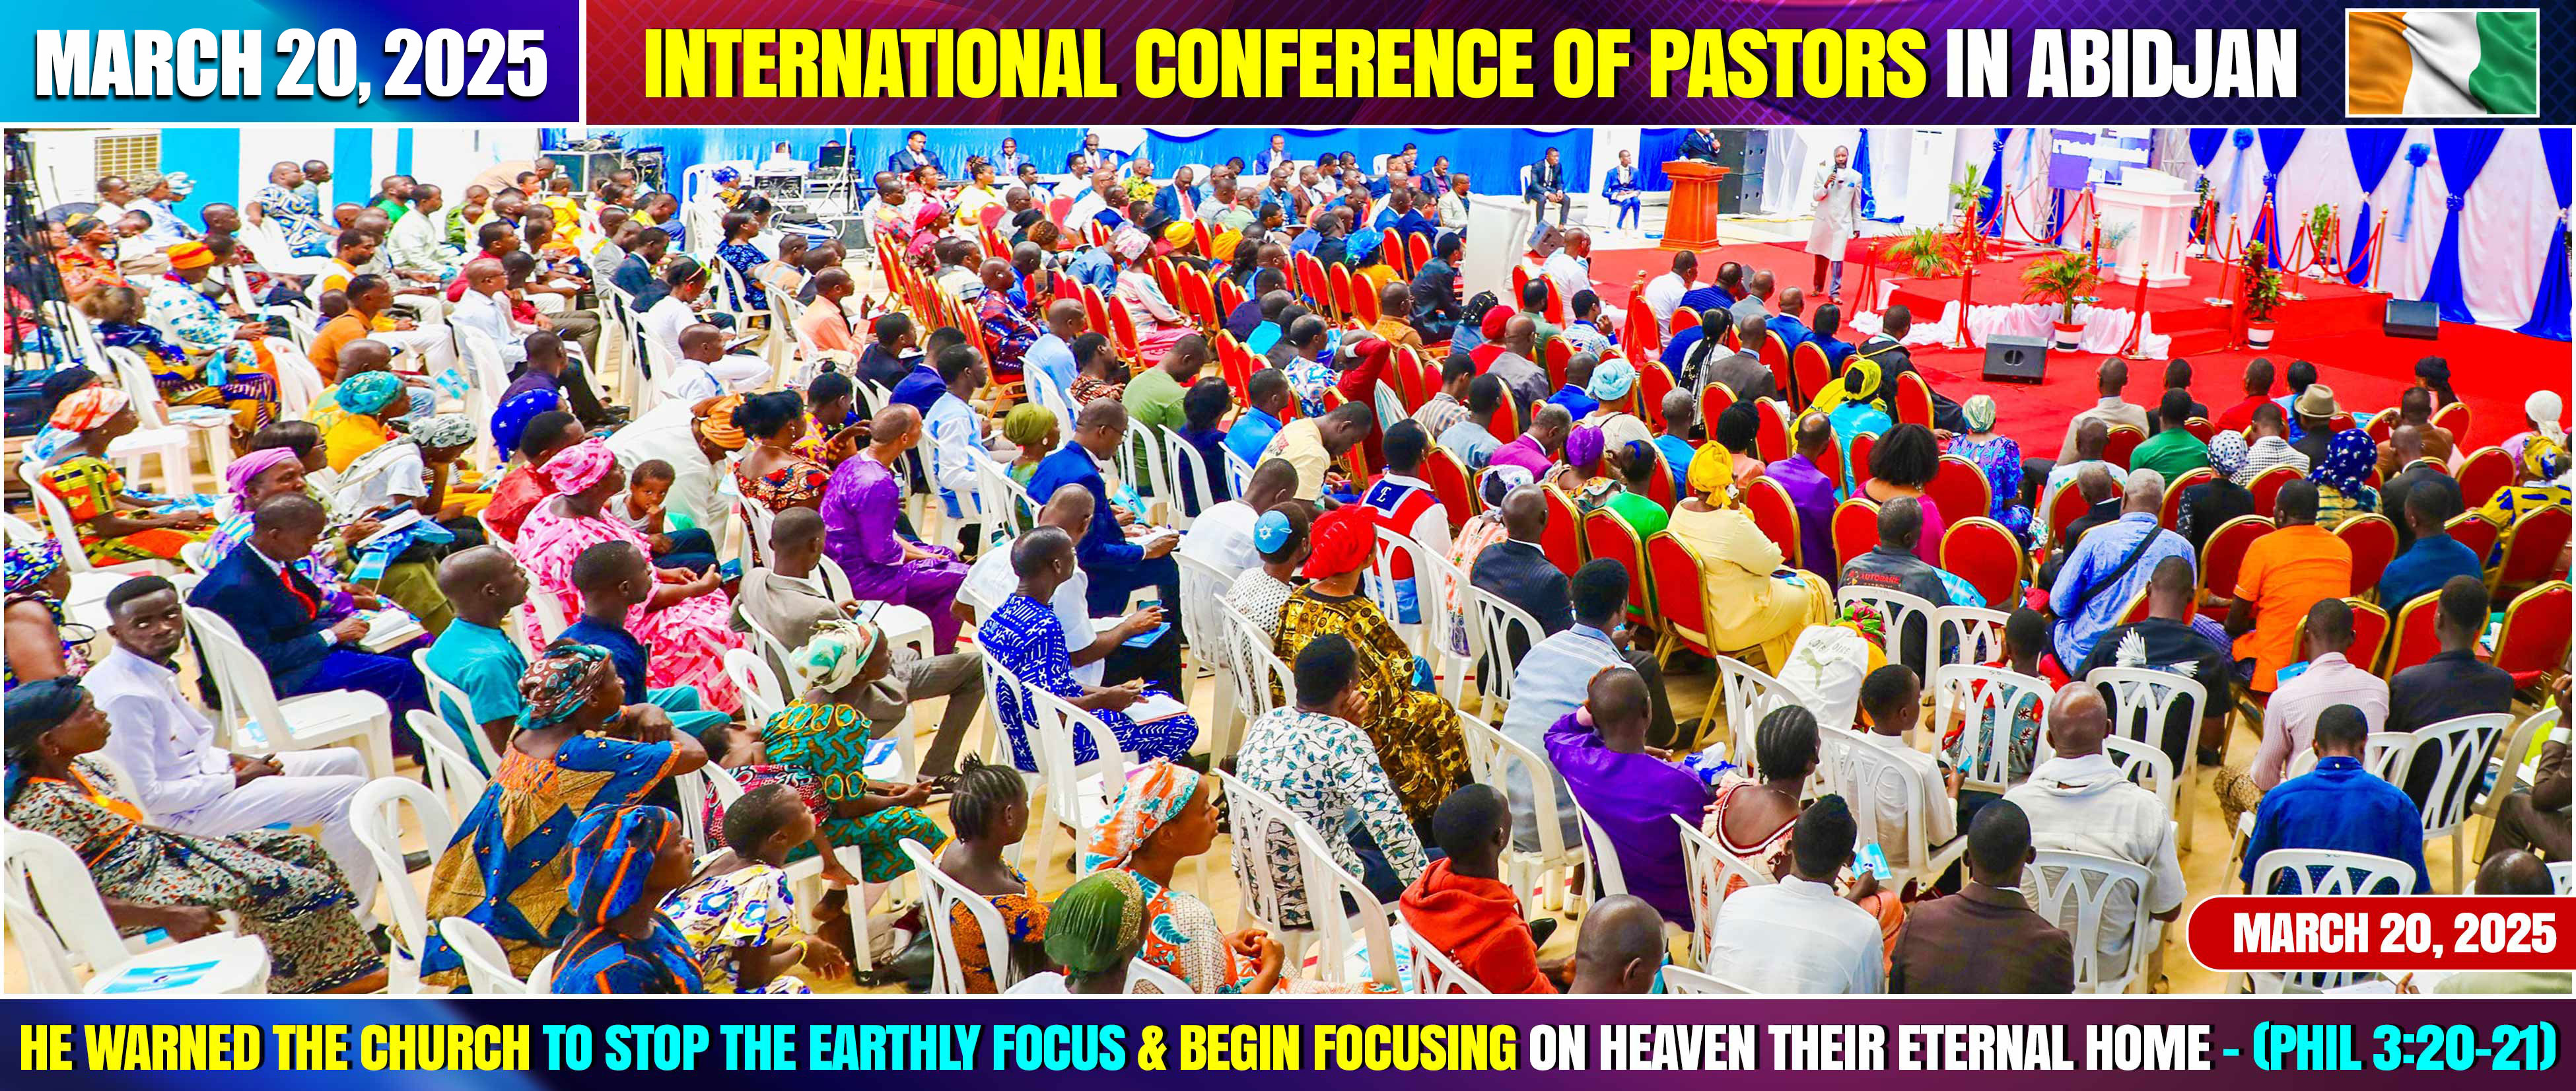 MARCH 20, 2025
INTERNATIONAL CONFERENCE OF PASTORS IN ABIDJAN
MARCH 20, 2025
HE WARNED THE CHURCH TO STOP THE EARTHLY FOCUS & BEGIN FOCUSING ON HEAVEN THEIR ETERNAL HOME - (PHIL 3:20-21)